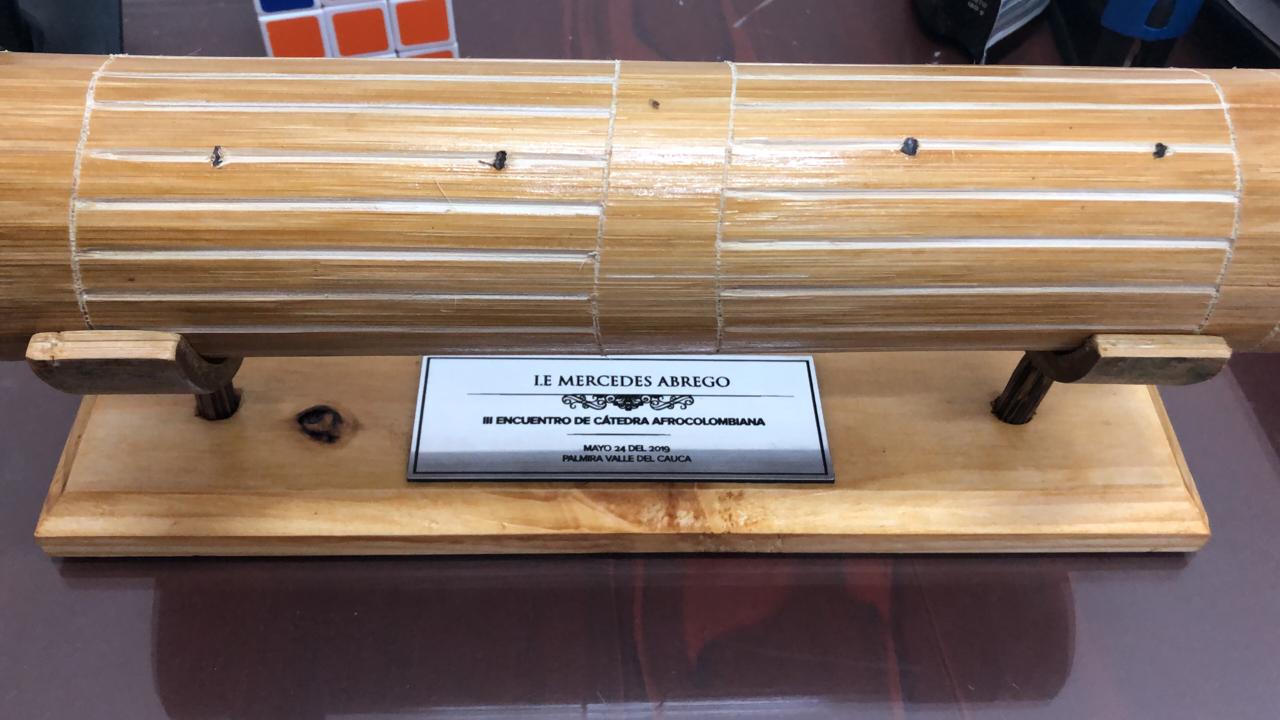 I.E MERCEDES ABREGO
III ENCUENTRO DE CÁTEDRA AFROCOLOMBIANA
MAYO 24 DEL 2019
PALMIRA VALLE DEL CAUCA